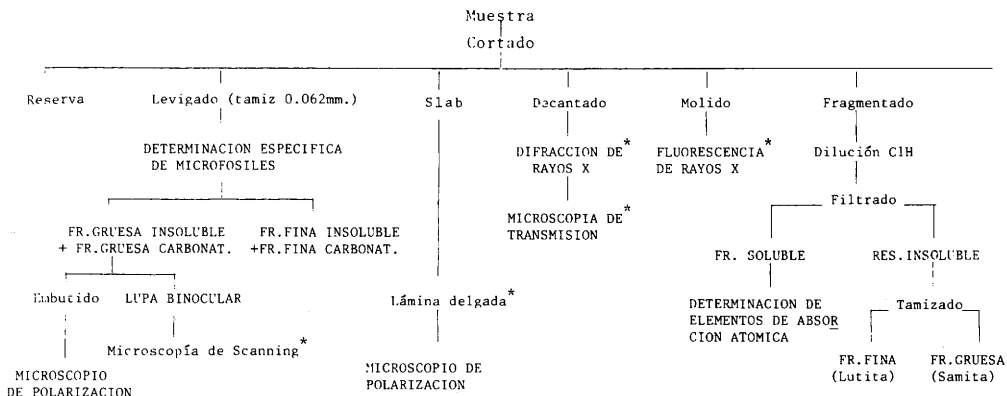 Muestra
Cortado
Reserva
Levigado (tamiz 0.062mm.)
Slab
Decantado
Molido
Fragmentado
DETERMINACION ESPECIFICA
DE MICROFOSILES
DIFRACCION DE*
RAYOS X
FLUORESCENCIA*
DE RAYOS X
Dilución ClH
Filtrado
FR.GRUESA INSOLUBLE
+ FR.GRUESA CARBONAT.
FR.FINA INSOLUBLE
+FR.FINA CARBONAT.
MICROSCOPIA DE*
TRANSMISION
FR. SOLUBLE
RES.INSOLUBLE
Embutido
LUPA BINOCULAR
Lámina delgada*
DETERMINACION DE
ELEMENTOS DE ABSOR
CION ATOMICA
Tamizado
Microscopía de Scanning*
MICROSCOPIO
DE POLARIZACION
MICROSCOPIO DE
POLARIZACION
FR.FINA
(Lutita)
FR.GRUESA
(Samita)